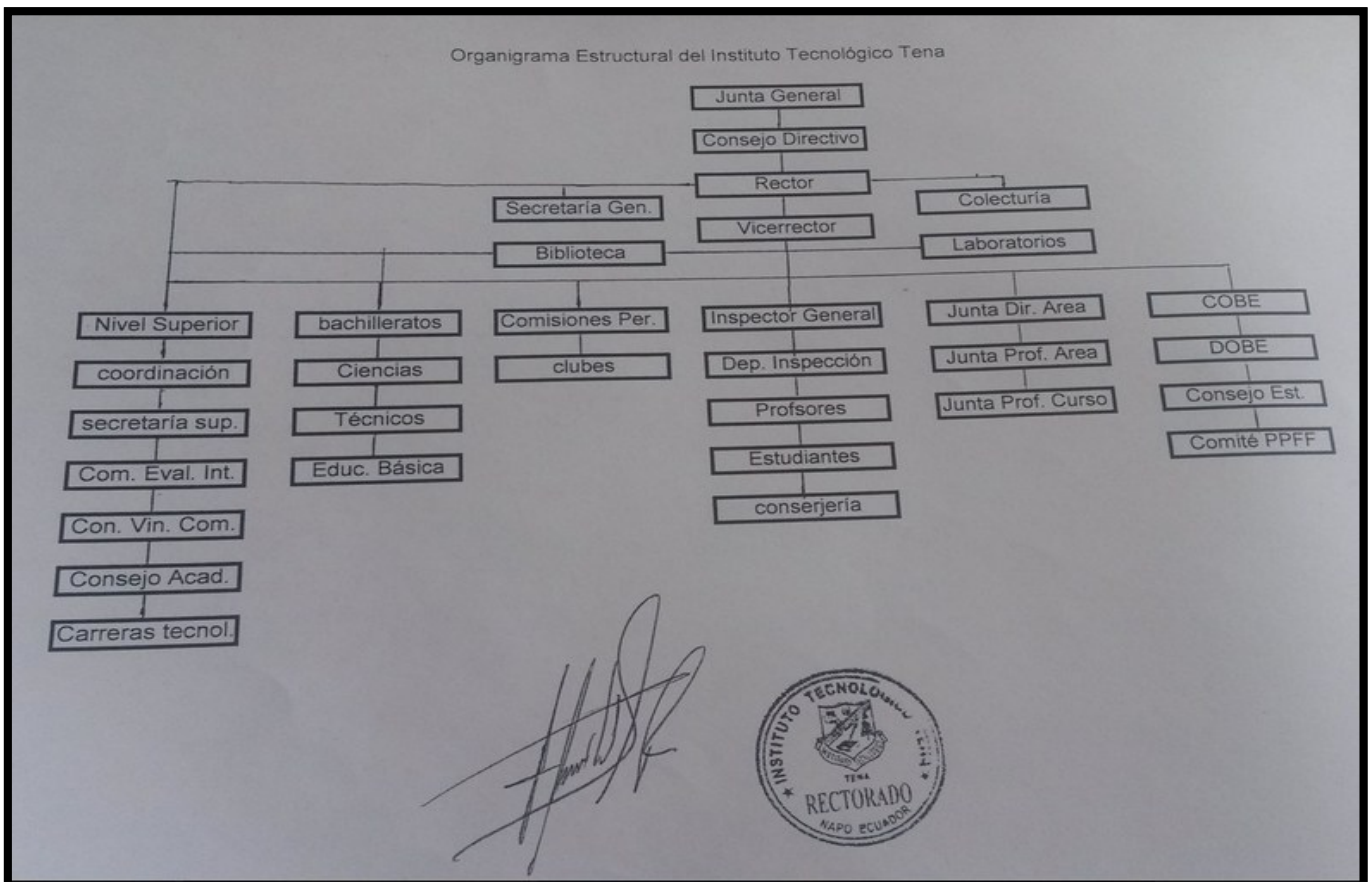 Organigrama Estructural del Instituto Tecnológico Tena
Junta General
Consejo Directivo
Rector
Secretaría Gen.
Colecturía
Vicerrector
Biblioteca
Laboratorios
Nivel Superior
coordinación
secretaría sup.
Com. Eval. Int.
Con. Vin. Com.
Consejo Acad.
Carreras tecnol.
bachilleratos
Ciencias
Técnicos
Educ. Básica
Comisiones Per.
clubes
Inspector General
Dep. Inspección
Profsores
Estudiantes
conserjería
Junta Dir. Area
Junta Prof. Area
Junta Prof. Curso
COBE
DOBE
Consejo Est.
Comité PPFF
INSTITUTO
TENA
RECTORADO
NAPO ECUADOR